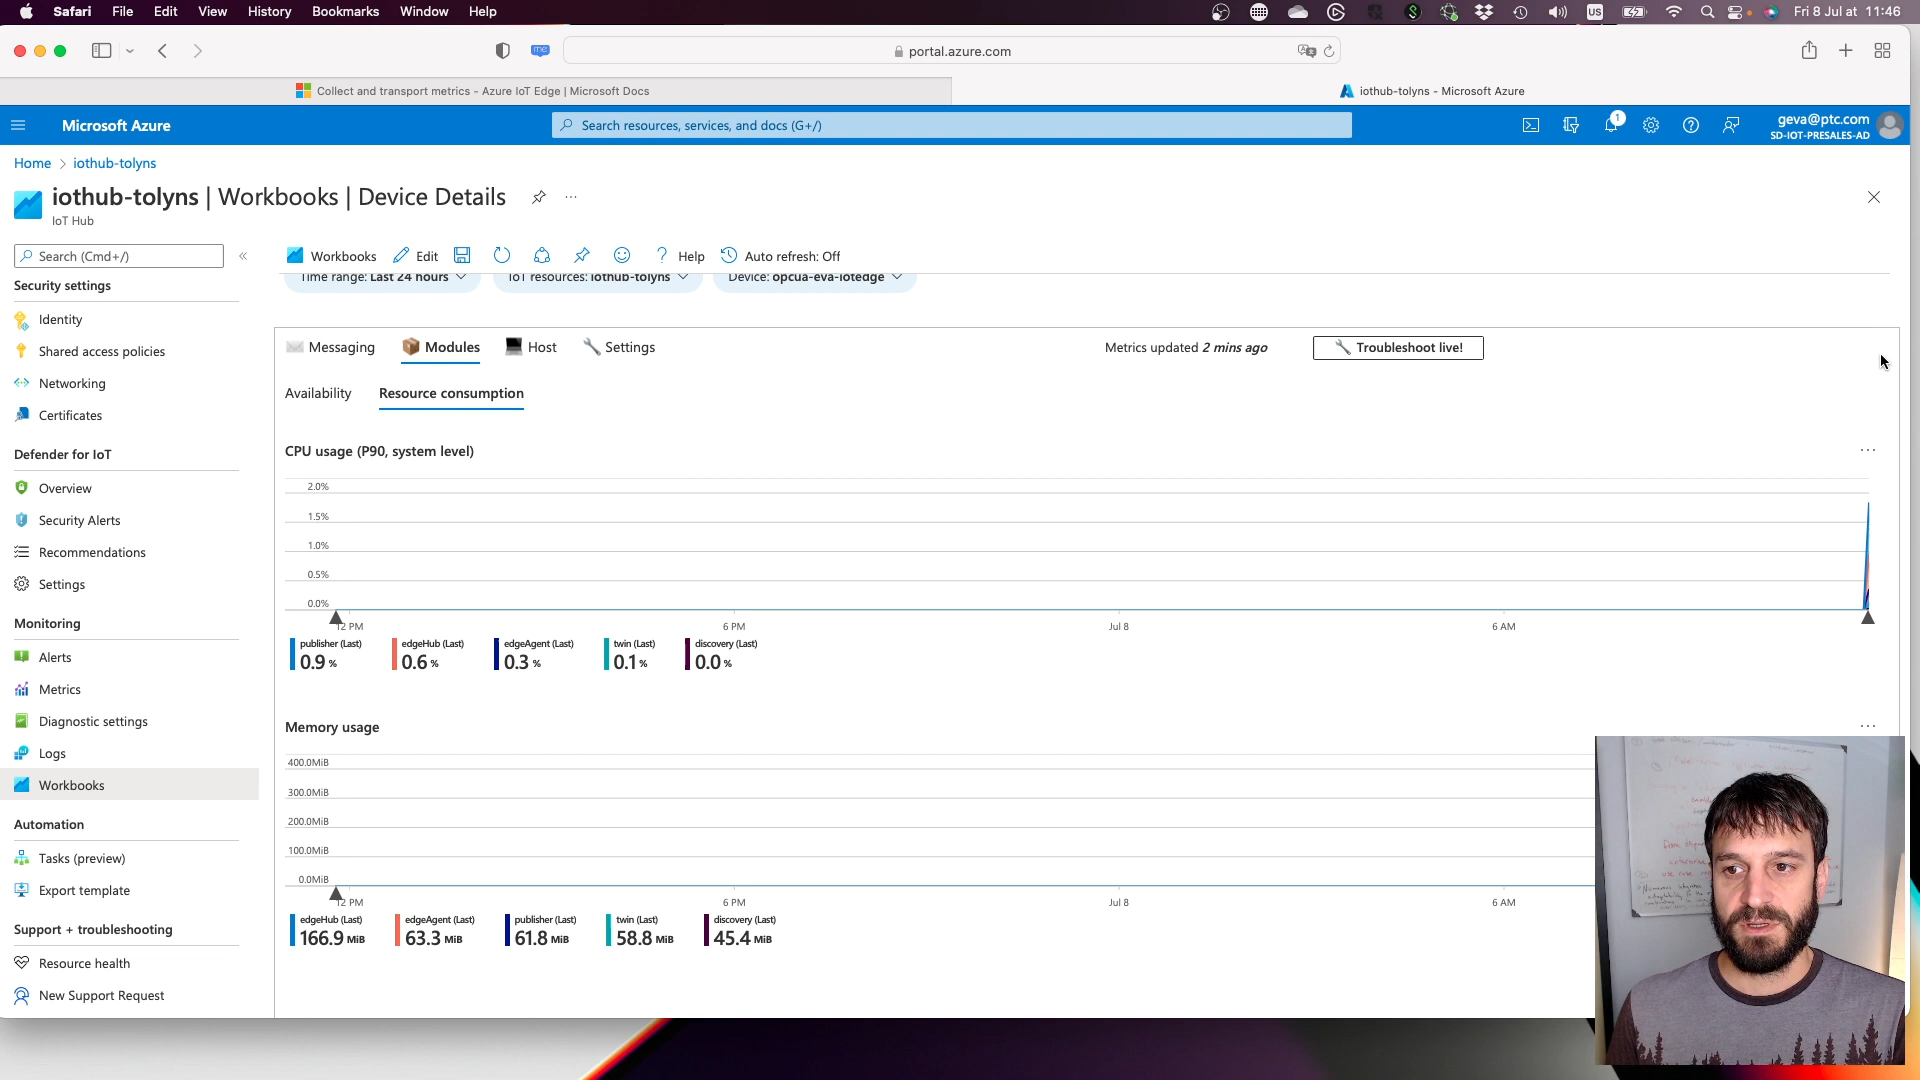 Safari File Edit View History Bookmarks Window Help
US
Fri 8 Jul at 11:46
portal.azure.com
Collect and transport metrics - Azure IoT Edge | Microsoft Docs
iothub-tolyns - Microsoft Azure
Microsoft Azure
Search resources, services, and docs (G+/)
1
geva@ptc.com
SD-IOT-PRESALES-AD
Home > iothub-tolyns
iothub-tolyns | Workbooks | Device Details
IoT Hub
Search (Cmd+/)
Workbooks Edit Help Auto refresh: Off
Time range: Last 24 hours IoT resources: iothub-tolyns Device: opcua-eva-iotedge
Security settings
Identity
Shared access policies
Networking
Certificates
Defender for IoT
Overview
Security Alerts
Recommendations
Settings
Monitoring
Alerts
Metrics
Diagnostic settings
Logs
Workbooks
Automation
Tasks (preview)
Export template
Support + troubleshooting
Resource health
New Support Request
Messaging Modules Host Settings
Metrics updated 2 mins ago
Troubleshoot live!
Availability Resource consumption
CPU usage (P90, system level)
2.0%
1.5%
1.0%
0.5%
0.0%
12 PM 6 PM Jul 8 6 AM
publisher (Last) edgeHub (Last) edgeAgent (Last) twin (Last) discovery (Last)
0.9 % 0.6 % 0.3 % 0.1 % 0.0 %
Memory usage
400.0MiB
300.0MiB
200.0MiB
100.0MiB
0.0MiB
12 PM 6 PM Jul 8 6 AM
edgeHub (Last) edgeAgent (Last) publisher (Last) twin (Last) discovery (Last)
166.9 MiB 63.3 MiB 61.8 MiB 58.8 MiB 45.4 MiB